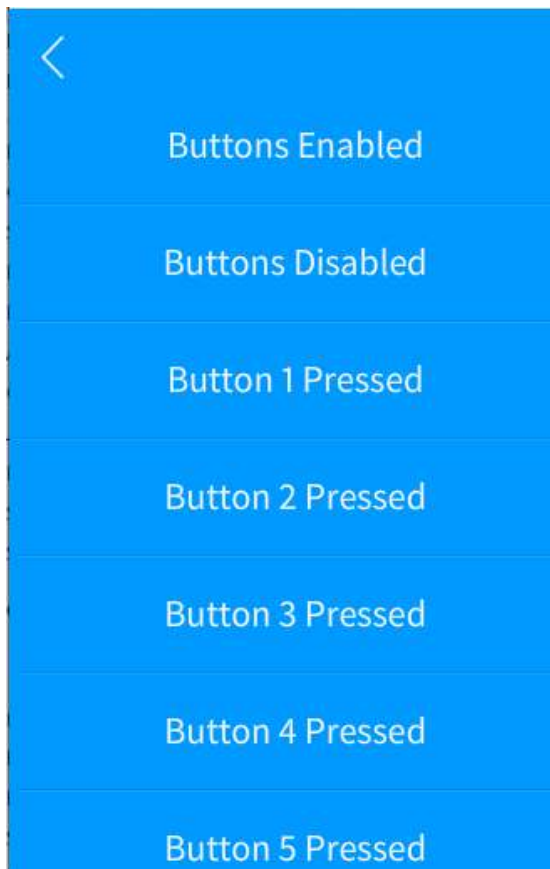 Buttons Enabled
Buttons Disabled
Button 1 Pressed
Button 2 Pressed
Button 3 Pressed
Button 4 Pressed
Button 5 Pressed